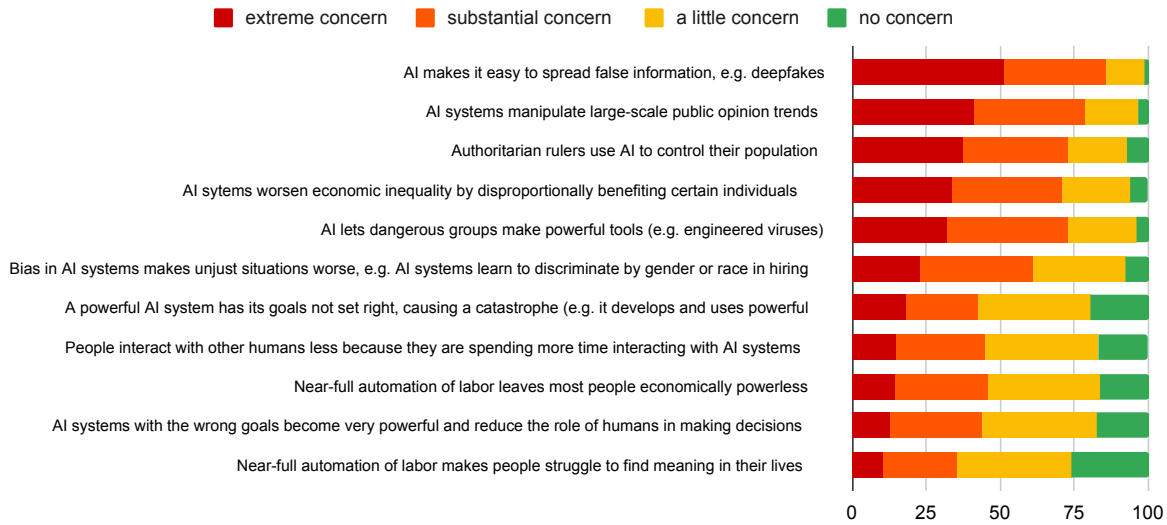 extreme concern substantial concern a little concern no concern
AI makes it easy to spread false information, e.g. deepfakes
AI systems manipulate large-scale public opinion trends
Authoritarian rulers use AI to control their population
AI sytems worsen economic inequality by disproportionally benefiting certain individuals
AI lets dangerous groups make powerful tools (e.g. engineered viruses)
Bias in AI systems makes unjust situations worse, e.g. AI systems learn to discriminate by gender or race in hiring
A powerful AI system has its goals not set right, causing a catastrophe (e.g. it develops and uses powerful
People interact with other humans less because they are spending more time interacting with AI systems
Near-full automation of labor leaves most people economically powerless
AI systems with the wrong goals become very powerful and reduce the role of humans in making decisions
Near-full automation of labor makes people struggle to find meaning in their lives
0 25 50 75 100